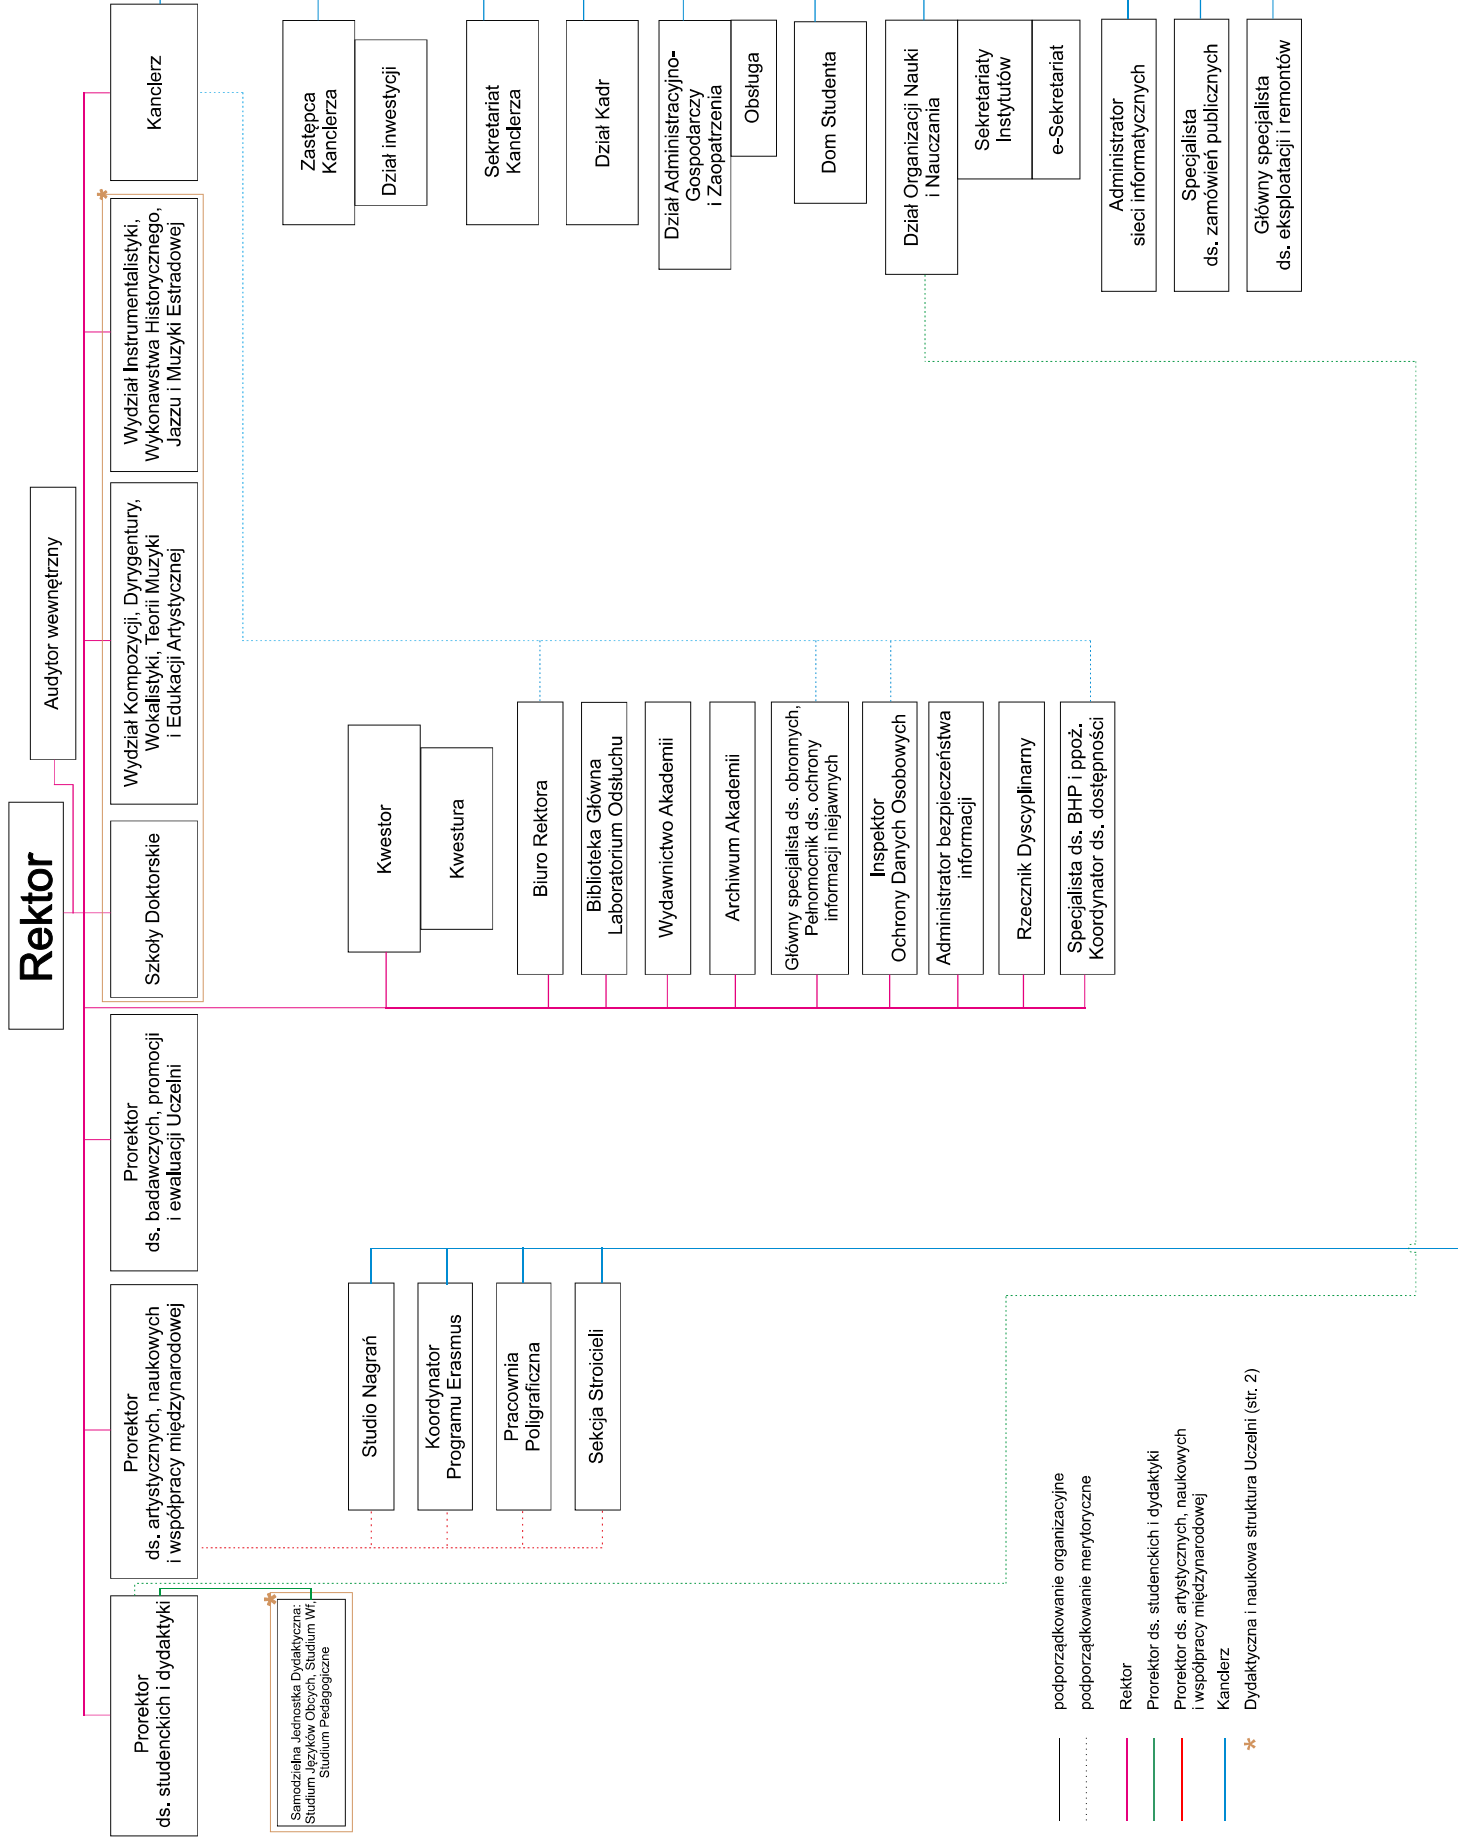 Rektor
Audytor wewnętrzny
Prorektor
ds. studenckich i dydaktyki
Prorektor
ds. artystycznych, naukowych
i współpracy międzynarodowej
Prorektor
ds. badawczych, promocji
i ewaluacji Uczelni
Szkoły Doktorskie
Wydział Kompozycji, Dyrygentury,
Wokalistyki, Teorii Muzyki
i Edukacji Artystycznej
Wydział Instrumentalistyki,
Wykonawstwa Historycznego,
Jazzu i Muzyki Estradowej
*
Kanclerz
*
Samodzielna Jednostka Dydaktyczna:
Studium Języków Obcych, Studium Wf,
Studium Pedagogiczne
Studio Nagrań
Koordynator
Programu Erasmus
Pracownia
Poligraficzna
Sekcja Stroicieli
Kwestor
Kwestura
Biuro Rektora
Biblioteka Główna
Laboratorium Odsłuchu
Wydawnictwo Akademii
Archiwum Akademii
Główny specjalista ds. obronnych,
Pełnomocnik ds. ochrony
informacji niejawnych
Inspektor
Ochrony Danych Osobowych
Administrator bezpieczeństwa
informacji
Rzecznik Dyscyplinarny
Specjalista ds. BHP i ppoż.
Koordynator ds. dostępności
Zastępca
Kanclerza
Dział inwestycji
Sekretariat
Kanclerza
Dział Kadr
Dział Administracyjno-
Gospodarczy
i Zaopatrzenia
Obsługa
Dom Studenta
Dział Organizacji Nauki
i Nauczania
Sekretariaty
Instytutów
e-Sekretariat
Administrator
sieci informatycznych
Specjalista
ds. zamówień publicznych
Główny specjalista
ds. eksploatacji i remontów
podporządkowanie organizacyjne
podporządkowanie merytoryczne
Rektor
Prorektor ds. studenckich i dydaktyki
Prorektor ds. artystycznych, naukowych
i współpracy międzynarodowej
Kanclerz
* Dydaktyczna i naukowa struktura Uczelni (str. 2)